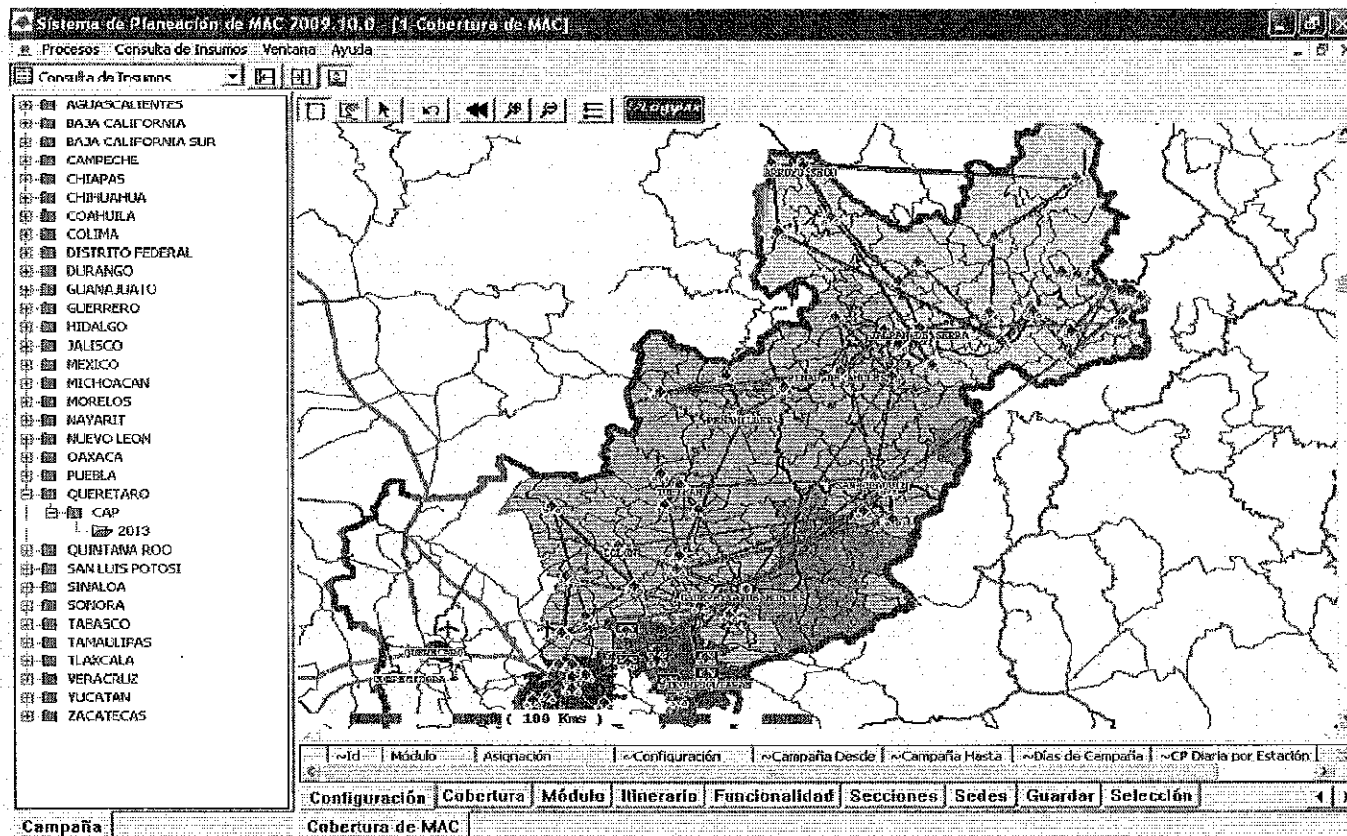 Sistema de Planeación de MAC 2009.10.0 - [1-Cobertura de MAC]
Procesos Consulta de Insumos Ventana Ayuda
Consulta de Insumos
AGUASCALIENTES
BAJA CALIFORNIA
BAJA CALIFORNIA SUR
CAMPECHE
CHIAPAS
CHIHUAHUA
COAHUILA
COLIMA
DISTRITO FEDERAL
DURANGO
GUANAJUATO
GUERRERO
HIDALGO
JALISCO
MEXICO
MICHOACAN
MORELOS
NAYARIT
NUEVO LEON
OAXACA
PUEBLA
QUERETARO
CAP
2013
QUINTANA ROO
SAN LUIS POTOSI
SINALOA
SONORA
TABASCO
TAMAULIPAS
TLAXCALA
VERACRUZ
YUCATAN
ZACATECAS
Campaña
ARROYO SECO
COLON
QUERETARO
( 100 Kms )
~Id Módulo Asignación ~Configuración ~Campaña Desde ~Campaña Hasta ~Días de Campaña ~CP Diaria por Estación
Configuración Cobertura Módulo Itinerario Funcionalidad Secciones Sedes Guardar Selección
Cobertura de MAC